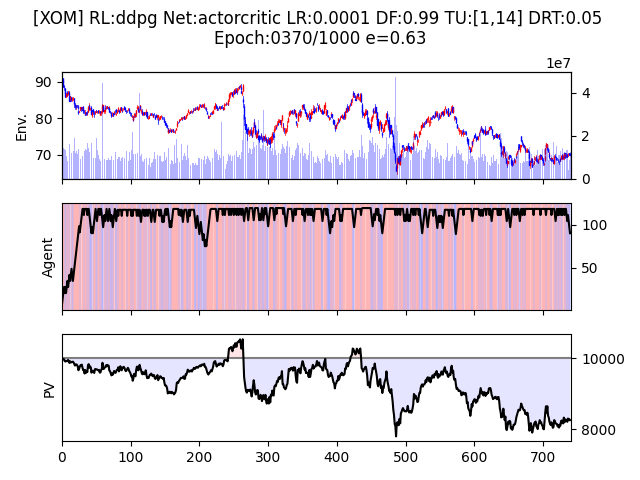 [XOM] RL:ddpg Net:actorcritic LR:0.0001 DF:0.99 TU:[1,14] DRT:0.05
Epoch:0370/1000 e=0.63
1e7
90
80
70
Env.
4
2
0
Agent
100
50
PV
10000
8000
0 100 200 300 400 500 600 700